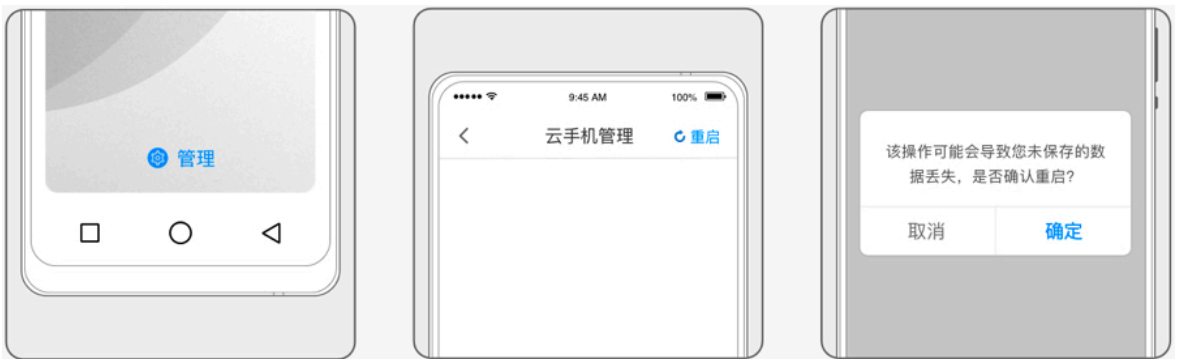 管理
9:45 AM
100%
云手机管理
重启
该操作可能会导致您未保存的数
据丢失，是否确认重启?
取消
确定